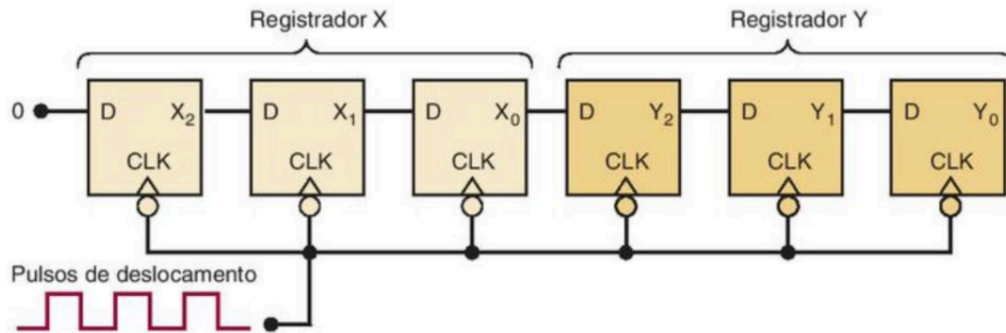 Registrador X Registrador Y
0 D X₂ D X₁ D X₀ D Y₂ D Y₁ D Y₀
CLK CLK CLK CLK CLK CLK
Pulsos de deslocamento